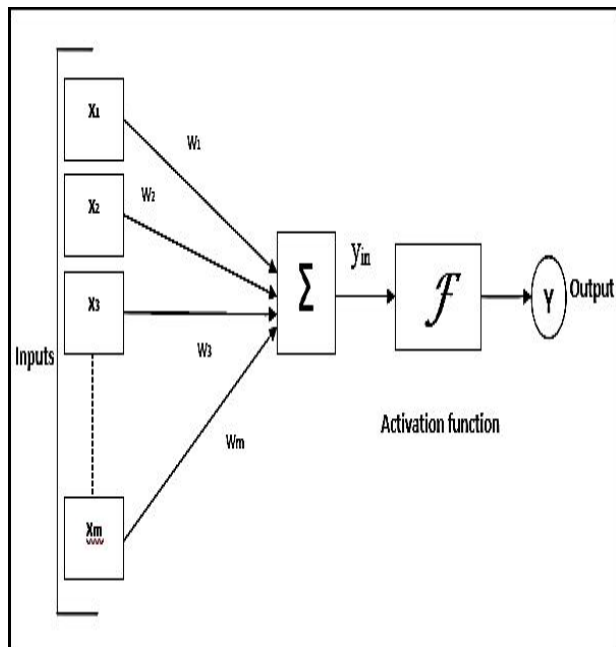 X1
W1
X2
W2
X3
W3
Inputs
Xm
Wm
Σ
yin
ℱ
Activation function
Y
Output